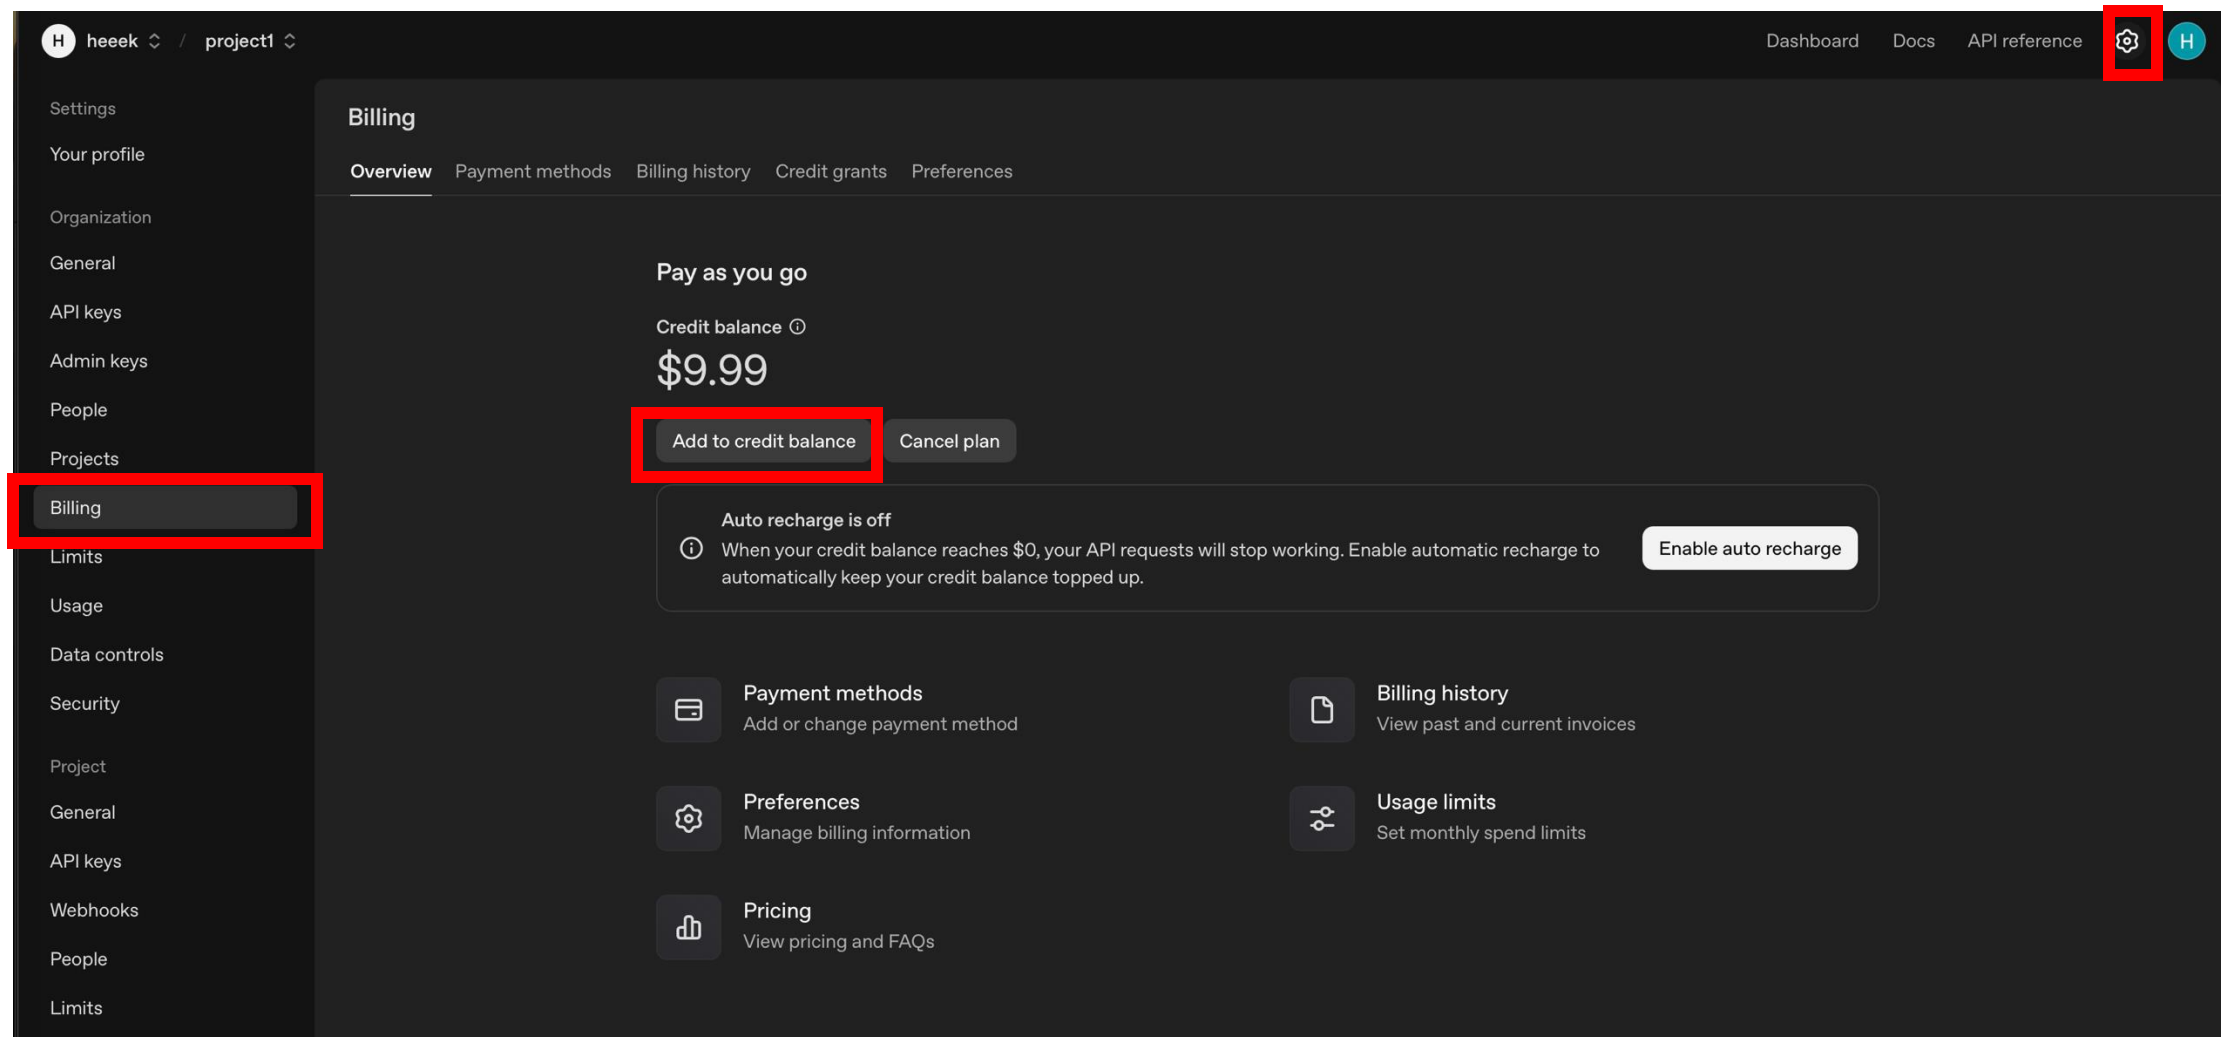 H heeek / project1 Dashboard Docs API reference H
Settings
Your profile
Organization
General
API keys
Admin keys
People
Projects
Billing
Limits
Usage
Data controls
Security
Project
General
API keys
Webhooks
People
Limits
Billing
Overview Payment methods Billing history Credit grants Preferences
Pay as you go
Credit balance
$9.99
Add to credit balance Cancel plan
Auto recharge is off
When your credit balance reaches $0, your API requests will stop working. Enable automatic recharge to
automatically keep your credit balance topped up.
Enable auto recharge
Payment methods
Add or change payment method
Billing history
View past and current invoices
Preferences
Manage billing information
Usage limits
Set monthly spend limits
Pricing
View pricing and FAQs